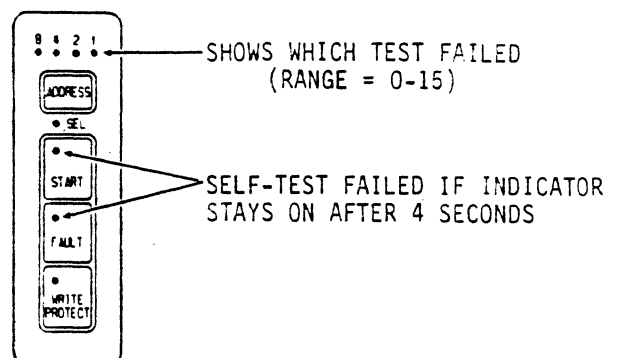 8 4 2 1
SHOWS WHICH TEST FAILED
(RANGE = 0-15)
ADDRESS
SEL
START
SELF-TEST FAILED IF INDICATOR
STAYS ON AFTER 4 SECONDS
FAULT
WRITE
PROTECT